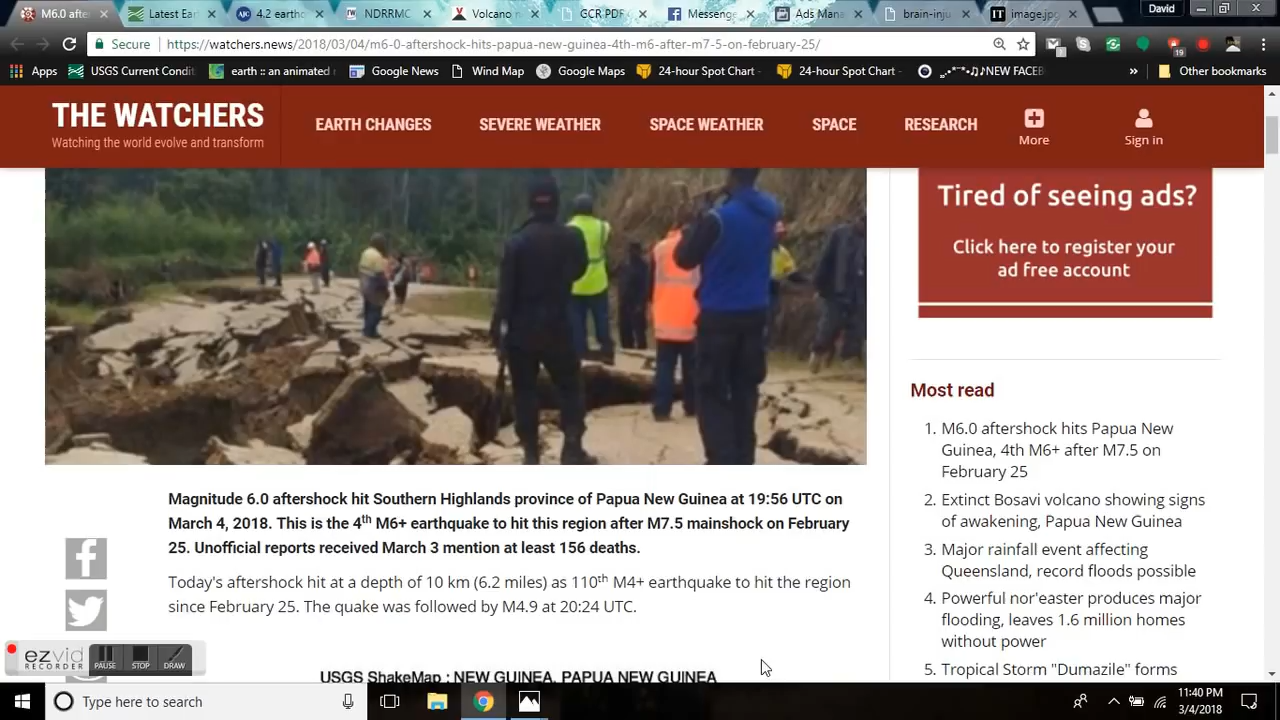 M6.0 after
Latest Ear
4.2 earth
NDRRMC
Volcano
GCR.PDF
Messenge
Ads Mana
brain-inju
image.jpg
David
Secure
https://watchers.news/2018/03/04/m6-0-aftershock-hits-papua-new-guinea-4th-m6-after-m7-5-on-february-25/
Apps
USGS Current Condit
earth :: an animated
Google News
Wind Map
Google Maps
24-hour Spot Chart -
24-hour Spot Chart -
NEW FACEB
Other bookmarks
THE WATCHERS
Watching the world evolve and transform
EARTH CHANGES
SEVERE WEATHER
SPACE WEATHER
SPACE
RESEARCH
More
Sign in
Tired of seeing ads?
Click here to register your
ad free account
Most read
1. M6.0 aftershock hits Papua New
Guinea, 4th M6+ after M7.5 on
February 25
2. Extinct Bosavi volcano showing signs
of awakening, Papua New Guinea
3. Major rainfall event affecting
Queensland, record floods possible
4. Powerful nor'easter produces major
flooding, leaves 1.6 million homes
without power
5. Tropical Storm "Dumazile" forms
Magnitude 6.0 aftershock hit Southern Highlands province of Papua New Guinea at 19:56 UTC on
March 4, 2018. This is the 4th M6+ earthquake to hit this region after M7.5 mainshock on February
25. Unofficial reports received March 3 mention at least 156 deaths.
Today's aftershock hit at a depth of 10 km (6.2 miles) as 110th M4+ earthquake to hit the region
since February 25. The quake was followed by M4.9 at 20:24 UTC.
USGS ShakeMap : NEW GUINEA, PAPUA NEW GUINEA
ezvid
RECORDER
PAUSE
STOP
DRAW
Type here to search
11:40 PM
3/4/2018